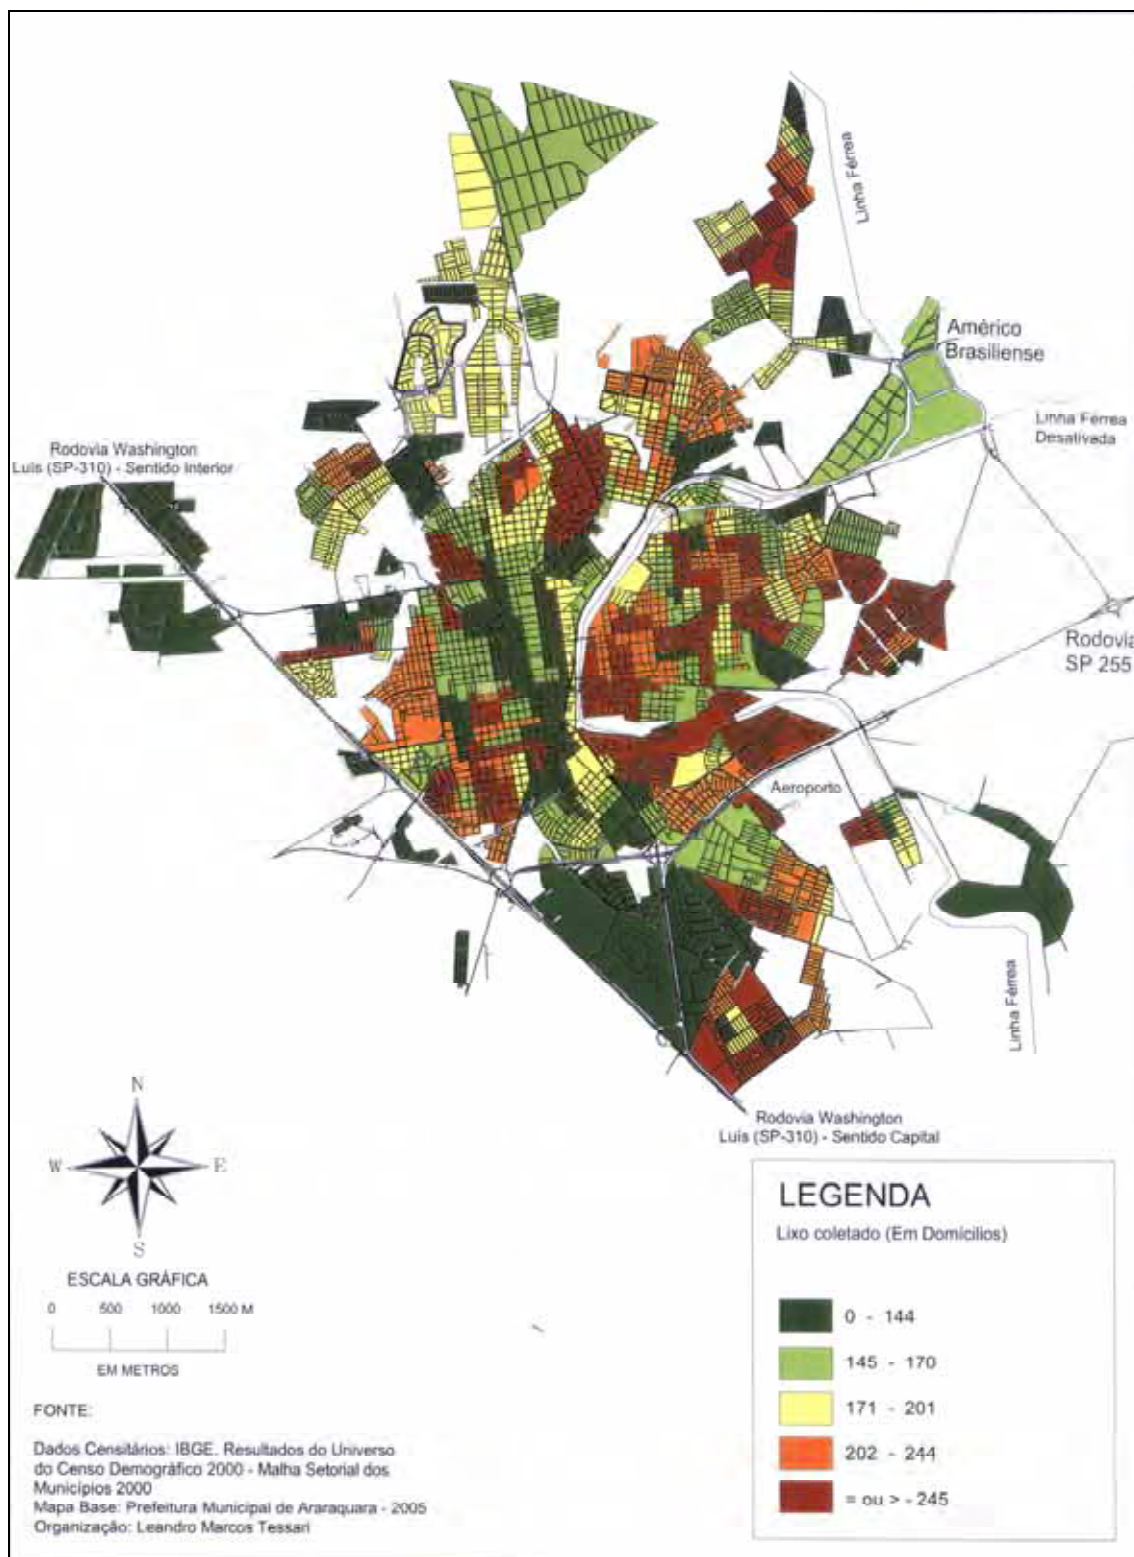 Linha Férrea
Américo
Brasiliense
Linha Férrea
Desativada
Rodovia Washington
Luis (SP-310) - Sentido Interior
Rodovia
SP 255
Aeroporto
Linha Férrea
Rodovia Washington
Luis (SP-310) - Sentido Capital
N
W
E
S
ESCALA GRÁFICA
0 500 1000 1500 M
EM METROS
LEGENDA
Lixo coletado (Em Domicilios)
0 - 144
145 - 170
171 - 201
202 - 244
= ou > - 245
FONTE:
Dados Censitários: IBGE. Resultados do Universo
do Censo Demográfico 2000 - Malha Setorial dos
Municípios 2000
Mapa Base: Prefeitura Municipal de Araraquara - 2005
Organização: Leandro Marcos Tessari